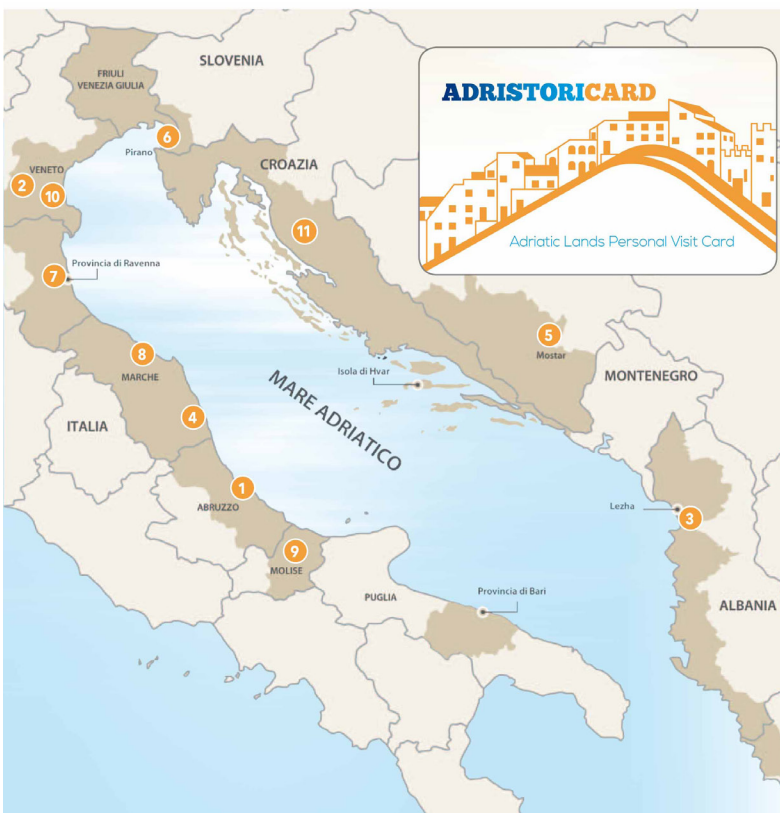 SLOVENIA
FRIULI
VENEZIA GIULIA
ADRISTORICARD
Adriatic Lands Personal Visit Card
6
Pirano
CROAZIA
VENETO
2
10
11
Provincia di Ravenna
7
5
Mostar
8
MARCHE
Isola di Hvar
MONTENEGRO
MARE ADRIATICO
4
ITALIA
1
ABRUZZO
Lezha
3
9
MOLISE
PUGLIA
Provincia di Bari
ALBANIA